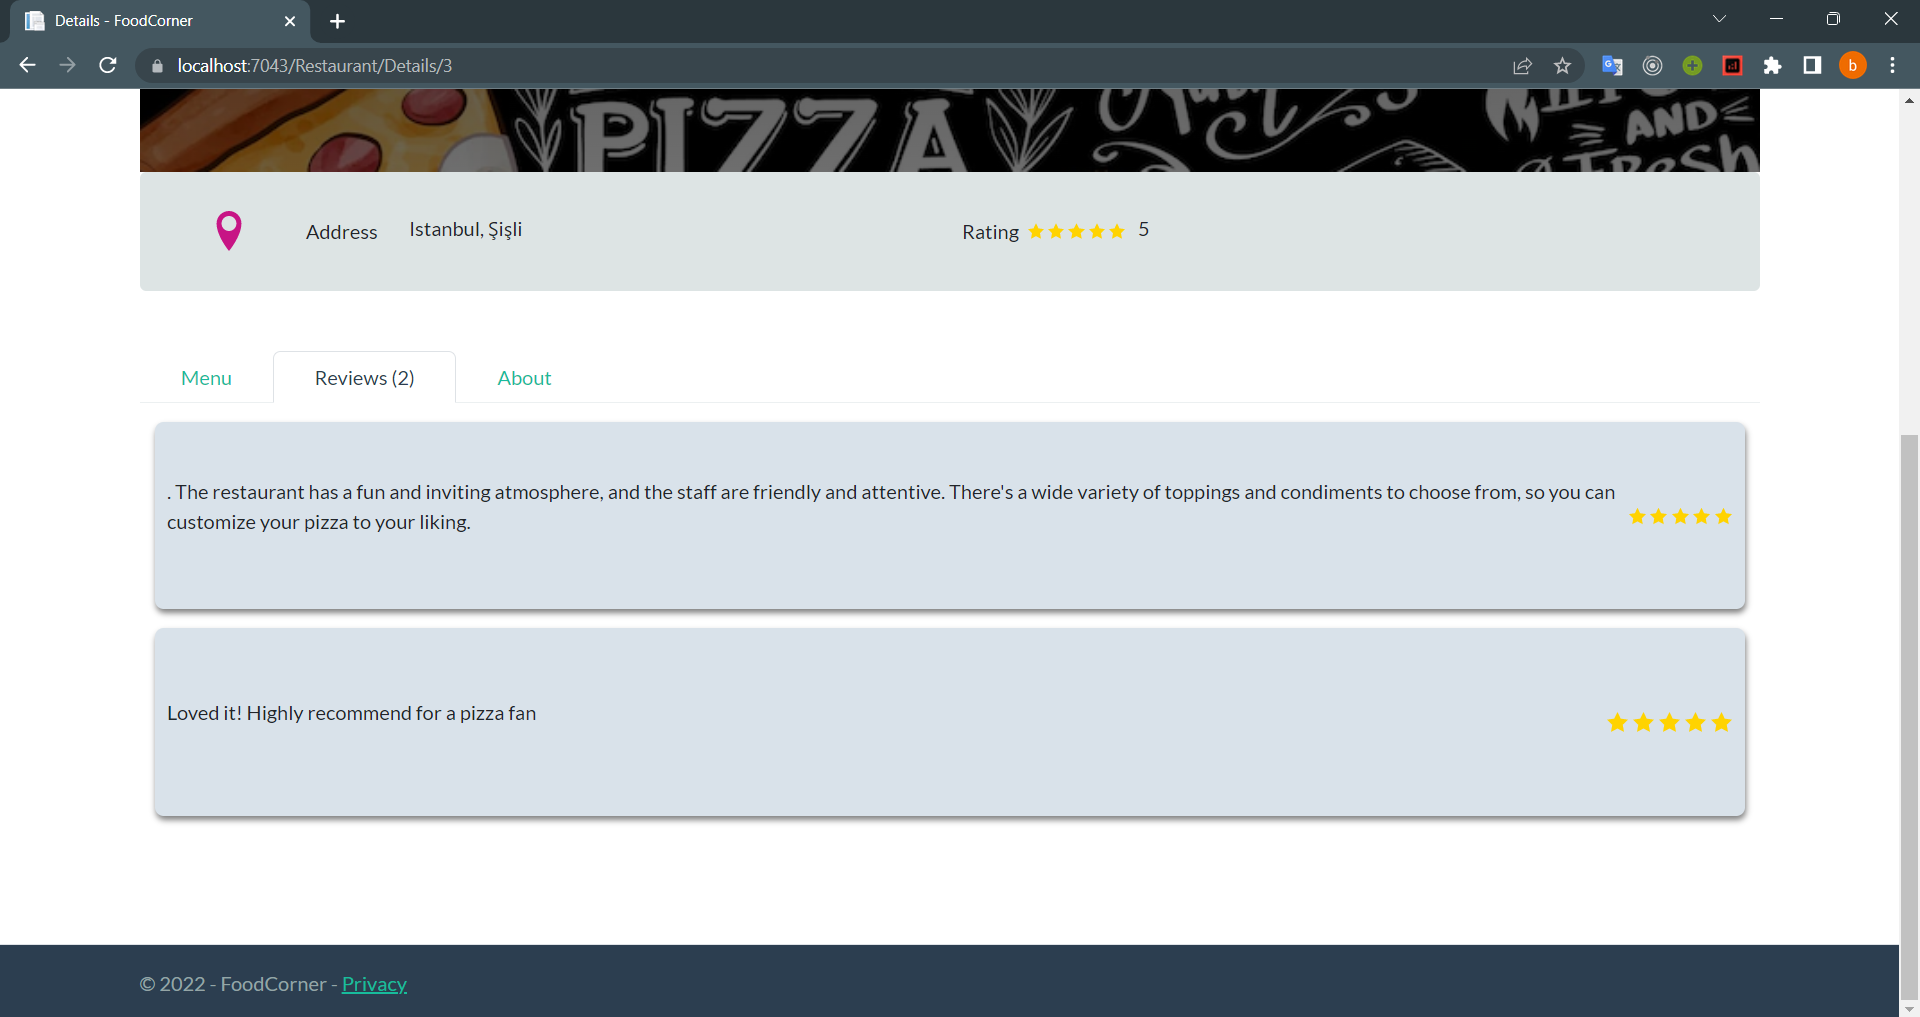 Details - FoodCorner
localhost:7043/Restaurant/Details/3
b
PIZZA
AND
Fresh
Address
Istanbul, Şişli
Rating
5
Menu
Reviews (2)
About
. The restaurant has a fun and inviting atmosphere, and the staff are friendly and attentive. There's a wide variety of toppings and condiments to choose from, so you can
customize your pizza to your liking.
Loved it! Highly recommend for a pizza fan
© 2022 - FoodCorner - Privacy